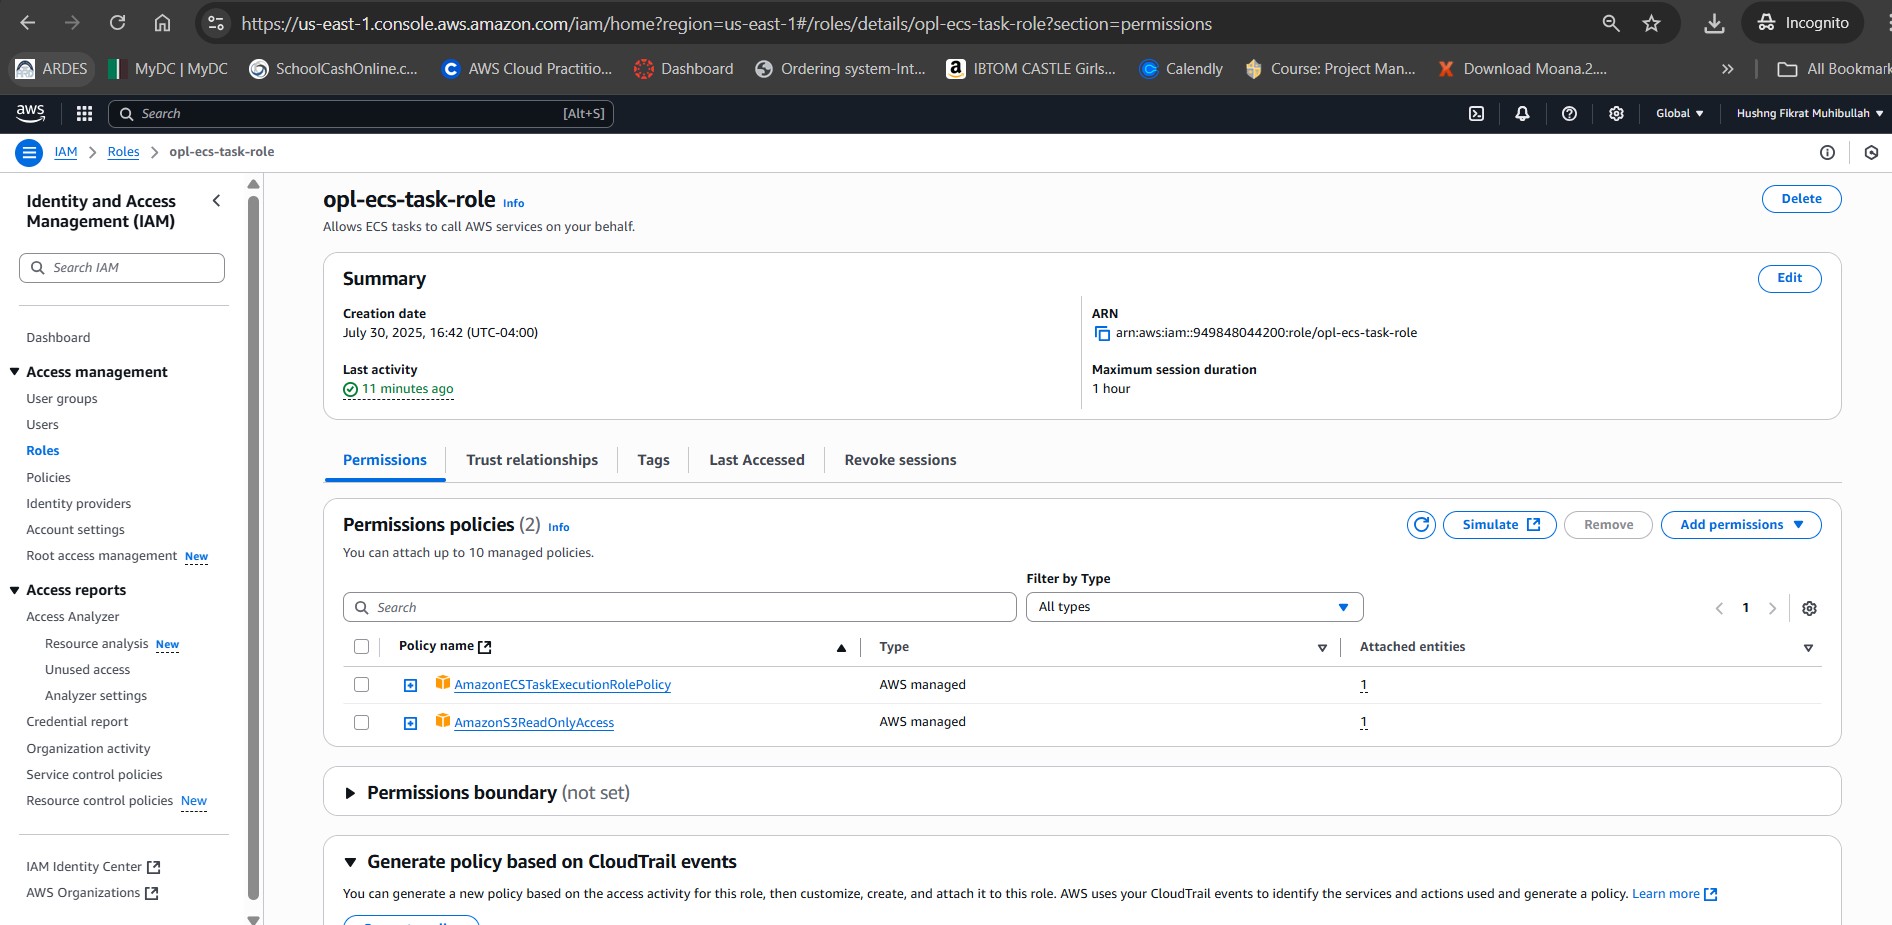 https://us-east-1.console.aws.amazon.com/iam/home?region=us-east-1#/roles/details/opl-ecs-task-role?section=permissions
Incognito
ARDES
MyDC | MyDC
SchoolCashOnline.c...
AWS Cloud Practitio...
Dashboard
Ordering system-Int...
IBTOM CASTLE Girls...
Calendly
Course: Project Man...
Download Moana.2....
All Bookmark
aws
Search
[Alt+S]
Global
Hushng Fikrat Muhibullah
IAM
Roles
opl-ecs-task-role
Identity and Access
Management (IAM)
Search IAM
Dashboard
Access management
User groups
Users
Roles
Policies
Identity providers
Account settings
Root access management New
Access reports
Access Analyzer
Resource analysis New
Unused access
Analyzer settings
Credential report
Organization activity
Service control policies
Resource control policies New
IAM Identity Center
AWS Organizations
opl-ecs-task-role Info
Delete
Allows ECS tasks to call AWS services on your behalf.
Summary
Edit
Creation date
July 30, 2025, 16:42 (UTC-04:00)
ARN
arn:aws:iam::949848044200:role/opl-ecs-task-role
Last activity
11 minutes ago
Maximum session duration
1 hour
Permissions
Trust relationships
Tags
Last Accessed
Revoke sessions
Permissions policies (2) Info
Simulate
Remove
Add permissions
You can attach up to 10 managed policies.
Filter by Type
Search
All types
1
Policy name
Type
Attached entities
AmazonECSTaskExecutionRolePolicy
AWS managed
1
AmazonS3ReadOnlyAccess
AWS managed
1
Permissions boundary (not set)
Generate policy based on CloudTrail events
You can generate a new policy based on the access activity for this role, then customize, create, and attach it to this role. AWS uses your CloudTrail events to identify the services and actions used and generate a policy. Learn more